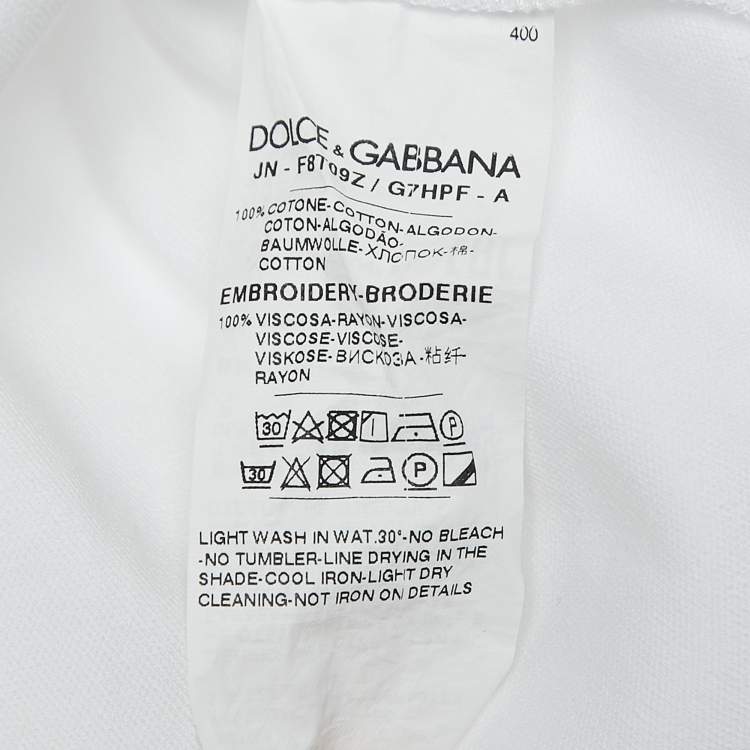 400
DOLCE & GABBANA
JN - F8T09Z / G7HPF - A
100% COTONE-COTTON-ALGODON-
COTON-ALGODÃO-
BAUMWOLLE-ХЛОПОК-棉-
COTTON
EMBROIDERY-BRODERIE
100% VISCOSA-RAYON-VISCOSA-
VISCOSE-VISCOSE-
VISKOSE-ВИСКОЗА-粘纤-
RAYON
30 P
30 P
LIGHT WASH IN WAT.30°-NO BLEACH
-NO TUMBLER-LINE DRYING IN THE
SHADE-COOL IRON-LIGHT DRY
CLEANING-NOT IRON ON DETAILS